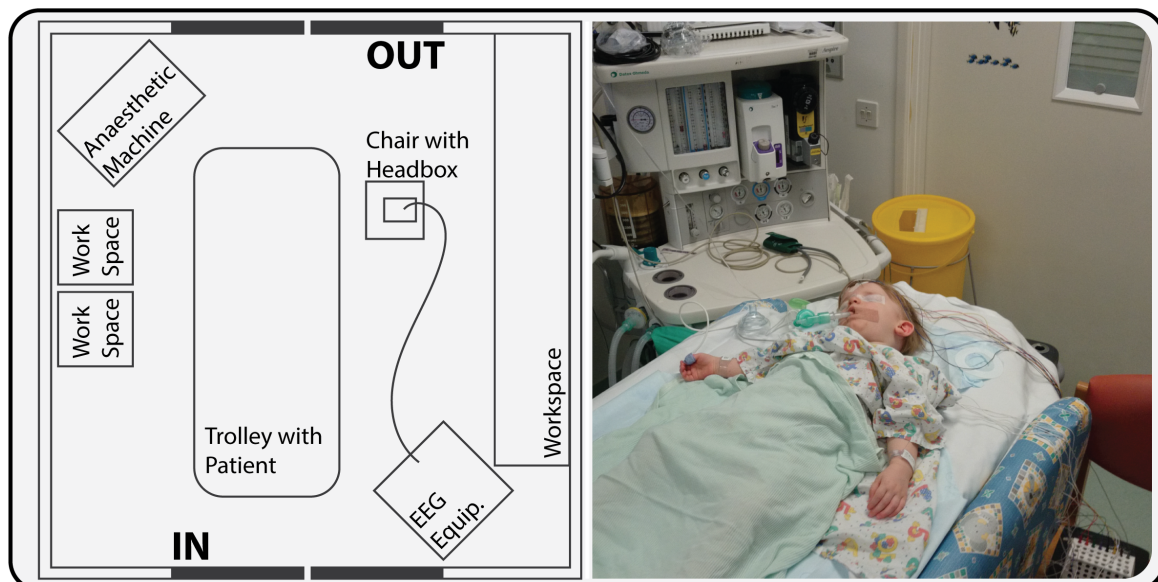 OUT
Anaesthetic
Machine
Chair with
Headbox
Work
Space
Work
Space
Workspace
Trolley with
Patient
EEG
Equip.
IN